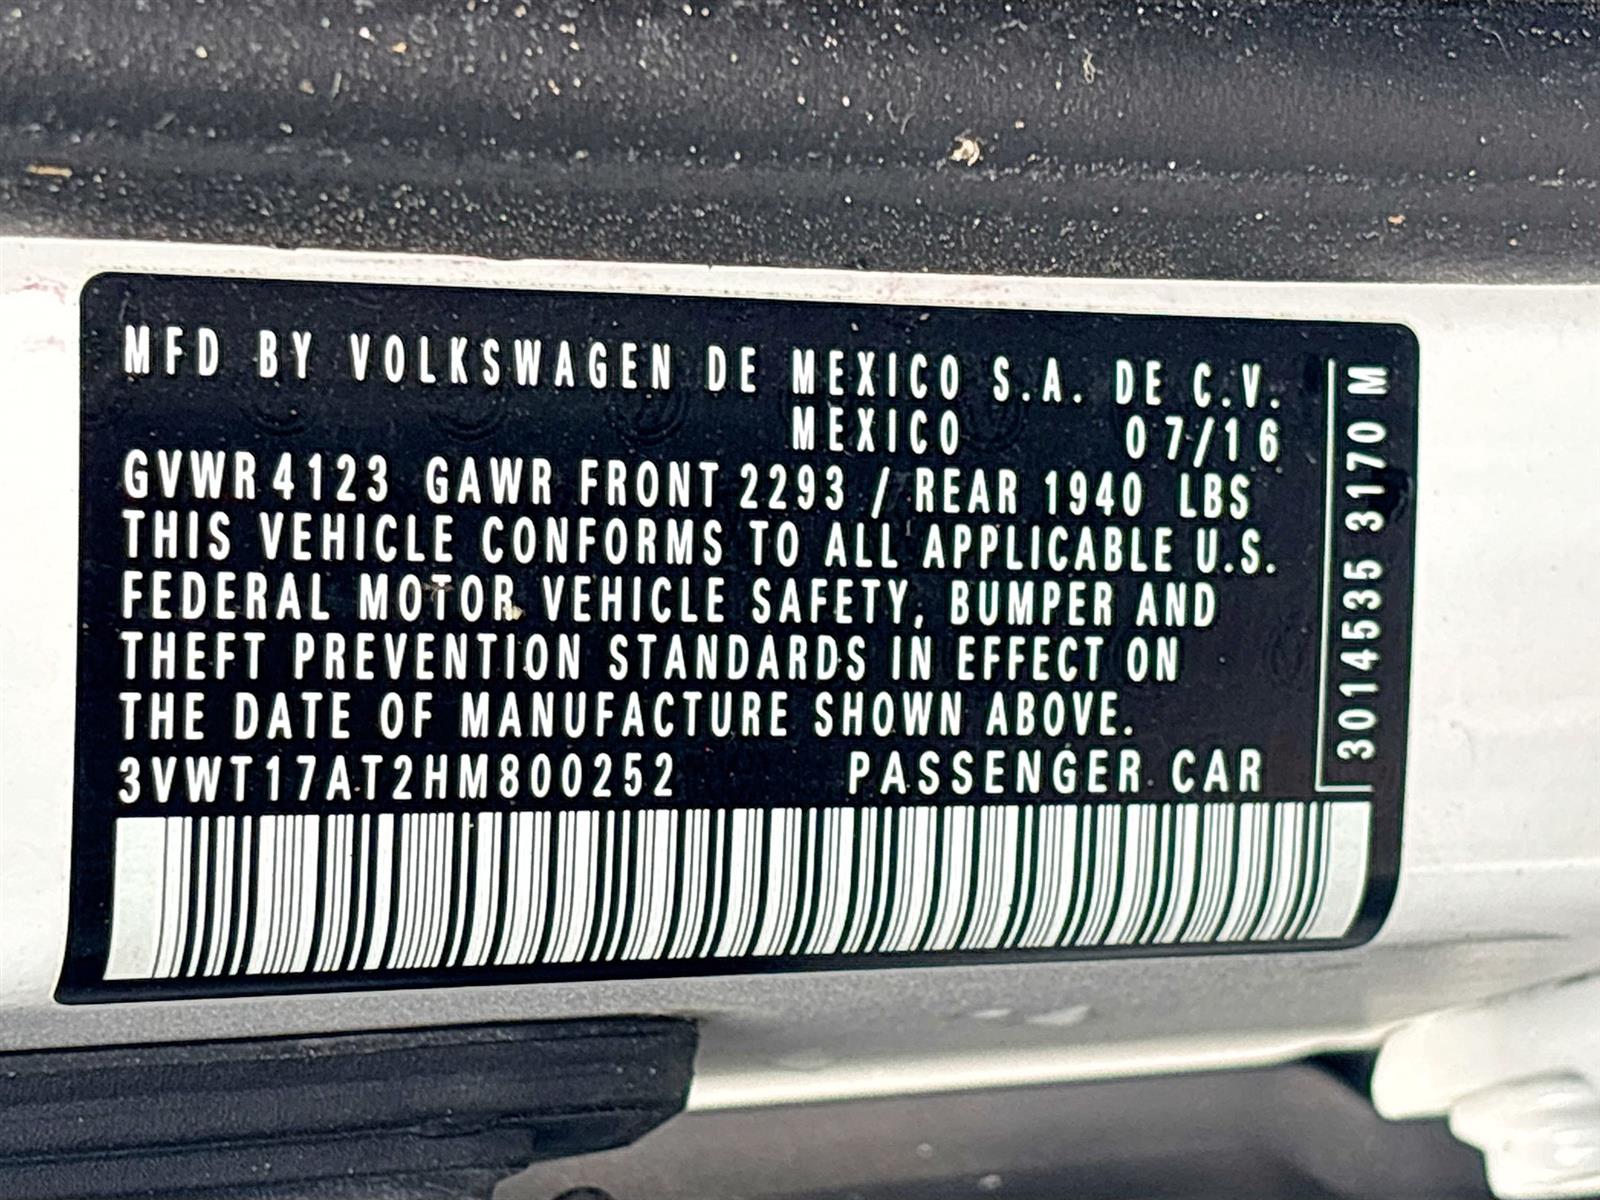 MFD BY VOLKSWAGEN DE MEXICO S.A. DE C.V.
MEXICO 07/16
GVWR 4123 GAWR FRONT 2293 / REAR 1940 LBS
THIS VEHICLE CONFORMS TO ALL APPLICABLE U.S.
FEDERAL MOTOR VEHICLE SAFETY, BUMPER AND
THEFT PREVENTION STANDARDS IN EFFECT ON
THE DATE OF MANUFACTURE SHOWN ABOVE.
3VWT17AT2HM800252 PASSENGER CAR
3014535 3170 M